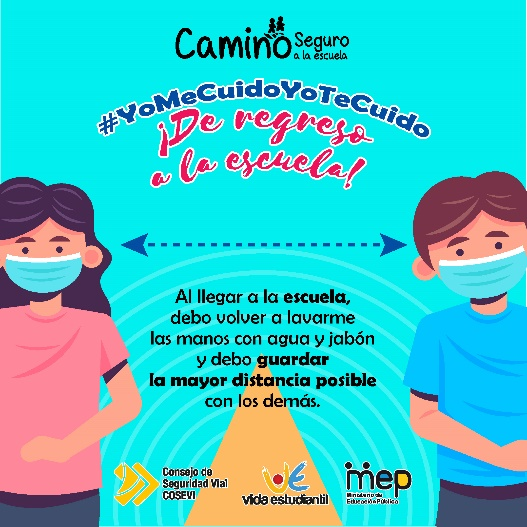 Camino Seguro
a la escuela
#YoMeCuidoYoTeCuido
¡De regreso
a la escuela!
Al llegar a la escuela,
debo volver a lavarme
las manos con agua y jabón
y debo guardar
la mayor distancia posible
con los demás.
Consejo de
Seguridad Vial
COSEVI
vida estudiantil
mep
Ministerio de
Educación Pública